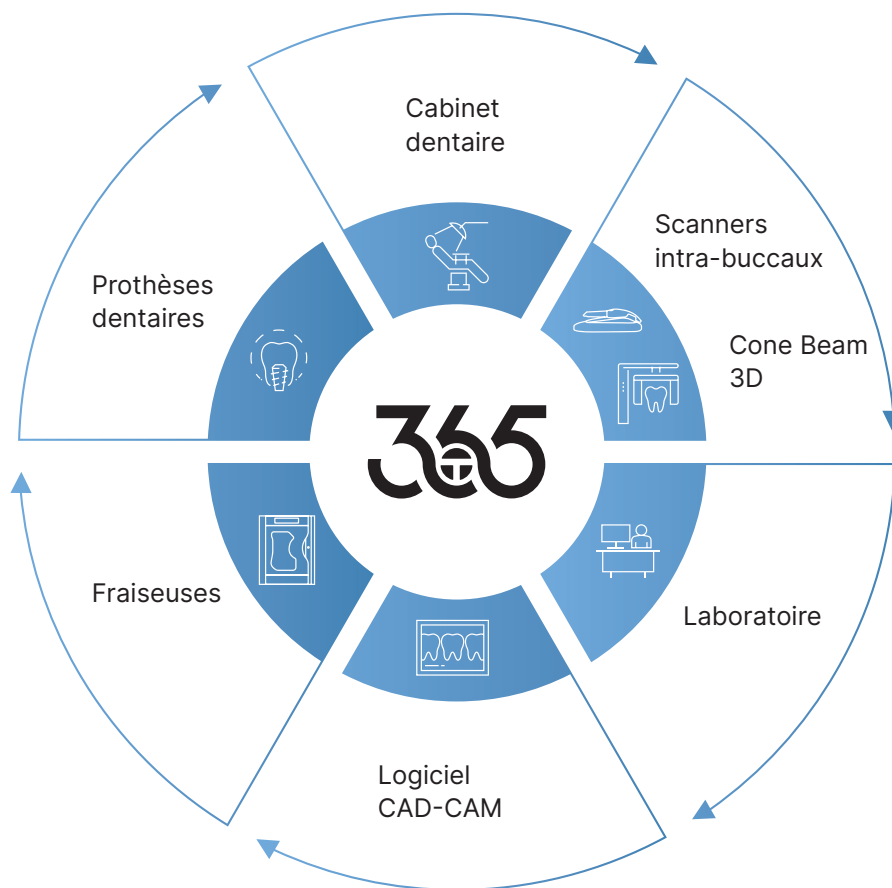 Cabinet
dentaire
Scanners
intra-buccaux
Cone Beam
3D
Laboratoire
Logiciel
CAD-CAM
Fraiseuses
Prothèses
dentaires
365